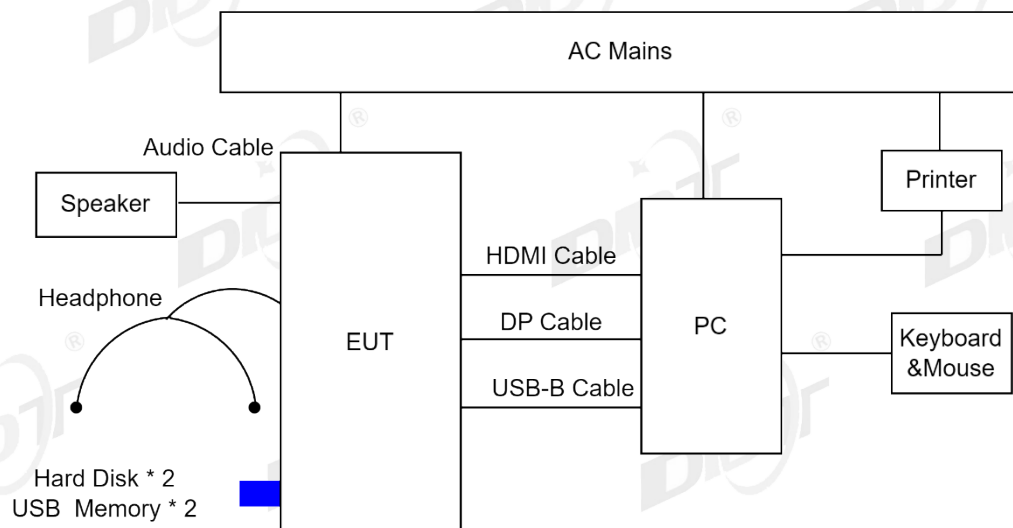 AC Mains
Audio Cable
Speaker
Printer
HDMI Cable
Headphone
DP Cable
EUT
PC
Keyboard
&Mouse
USB-B Cable
Hard Disk * 2
USB Memory * 2